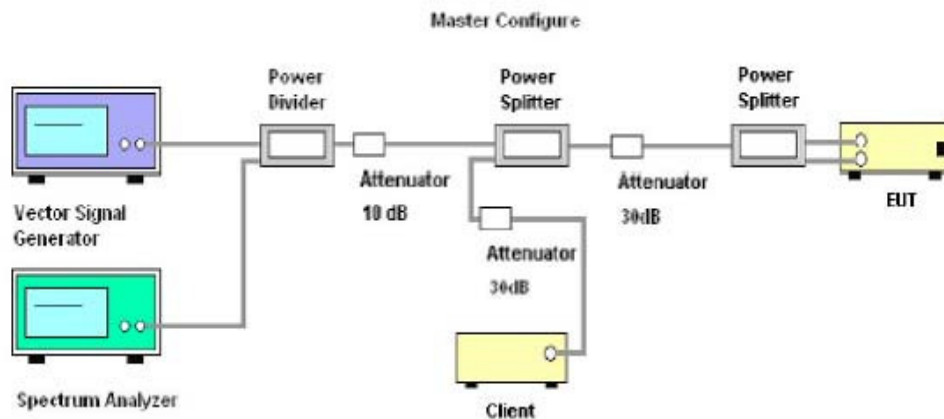 Master Configure
Power
Divider
Power
Splitter
Power
Splitter
Attenuator
10 dB
Attenuator
30dB
EUT
Vector Signal
Generator
Attenuator
30dB
Spectrum Analyzer
Client